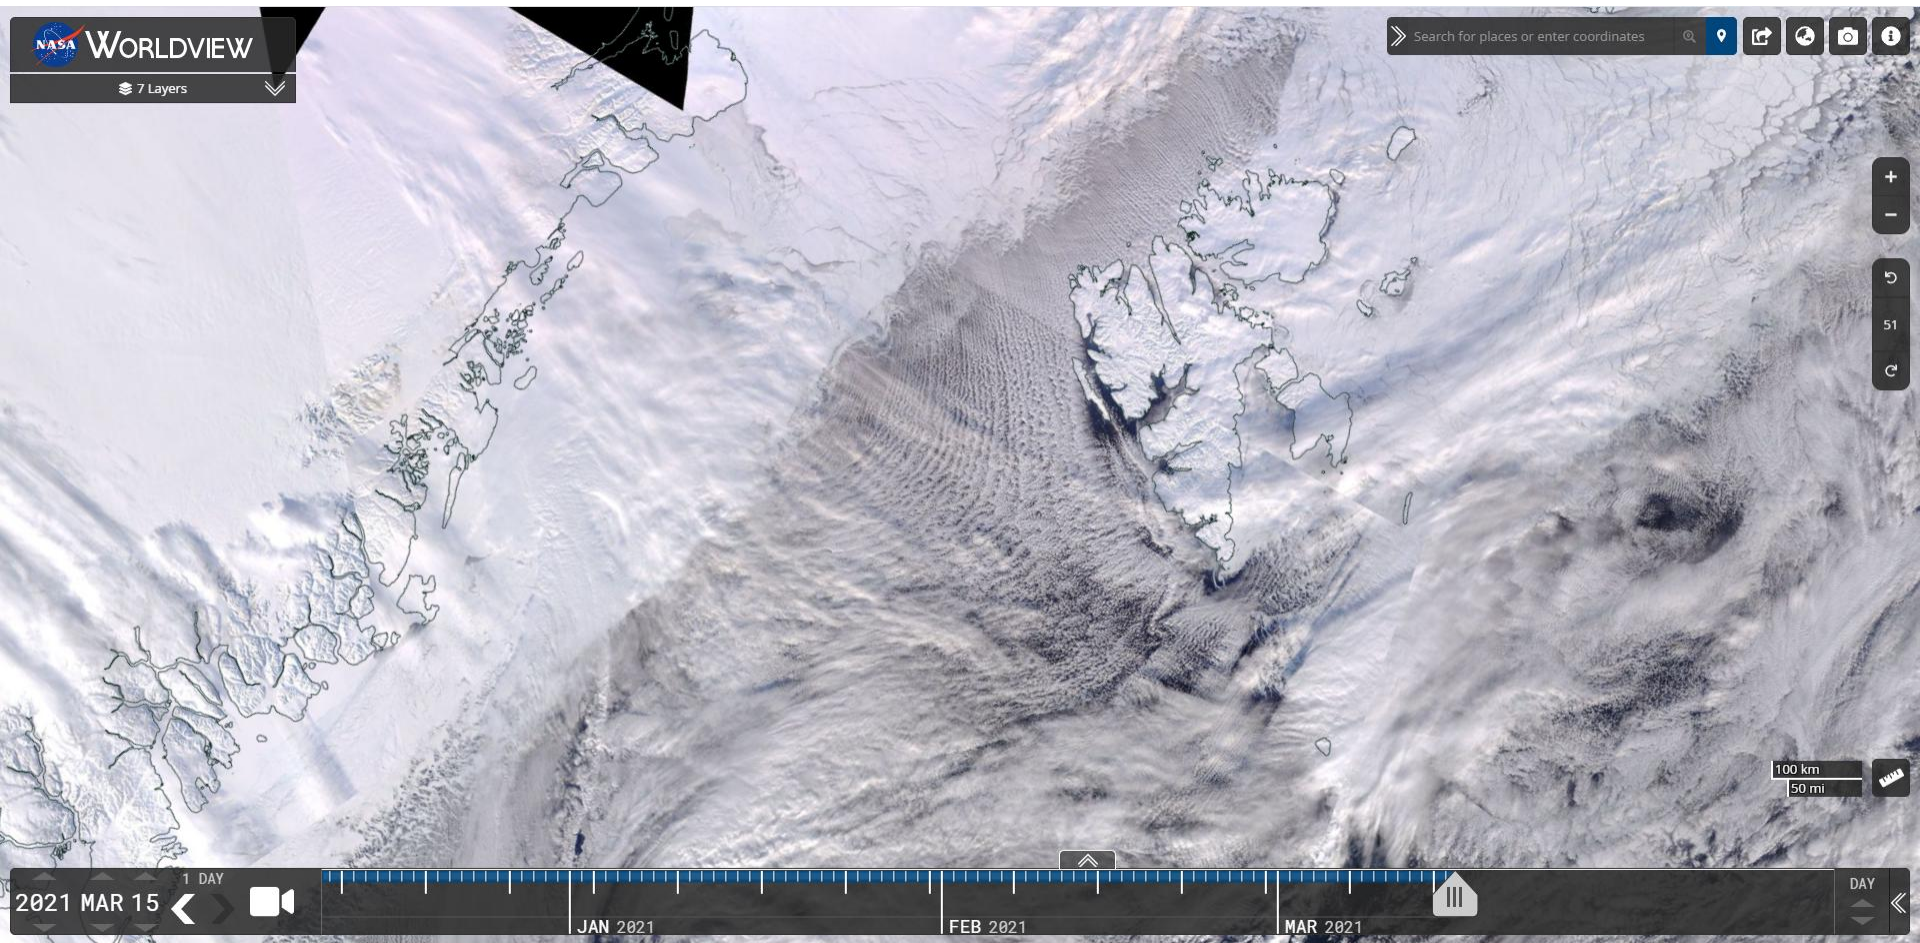 NASA WORLDVIEW
7 Layers
Search for places or enter coordinates
51
100 km
50 mi
1 DAY
2021 MAR 15
JAN 2021
FEB 2021
MAR 2021
DAY